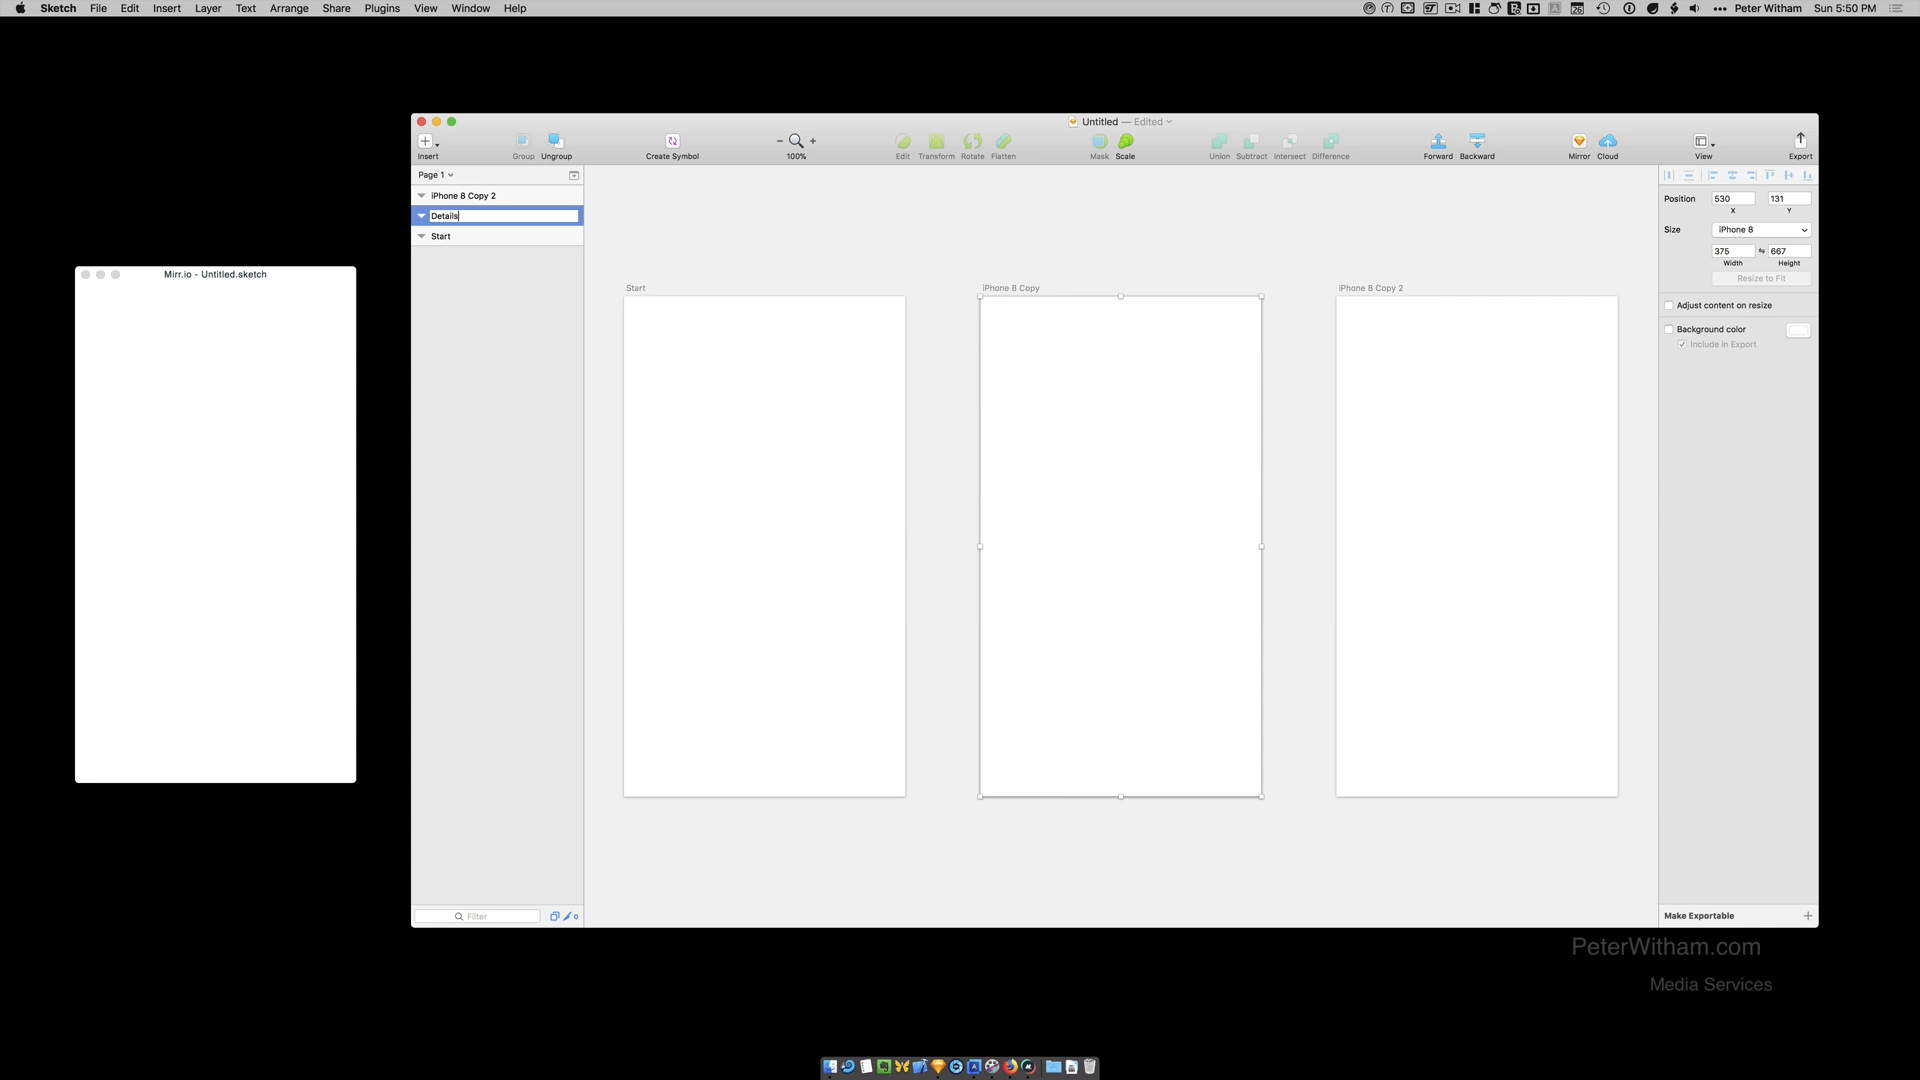 Sketch File Edit Insert Layer Text Arrange Share Plugins View Window Help
26 Peter Witham Sun 5:50 PM
Untitled — Edited
Insert Group Ungroup Create Symbol 100% Edit Transform Rotate Flatten Mask Scale Union Subtract Intersect Difference Forward Backward Mirror Cloud View Export
Page 1
iPhone 8 Copy 2
Details
Start
Filter
0
Mirr.io - Untitled.sketch
Start
iPhone 8 Copy
iPhone 8 Copy 2
Position 530 131
X Y
Size iPhone 8
375 667
Width Height
Resize to Fit
Adjust content on resize
Background color
Include in Export
Make Exportable
PeterWitham.com
Media Services